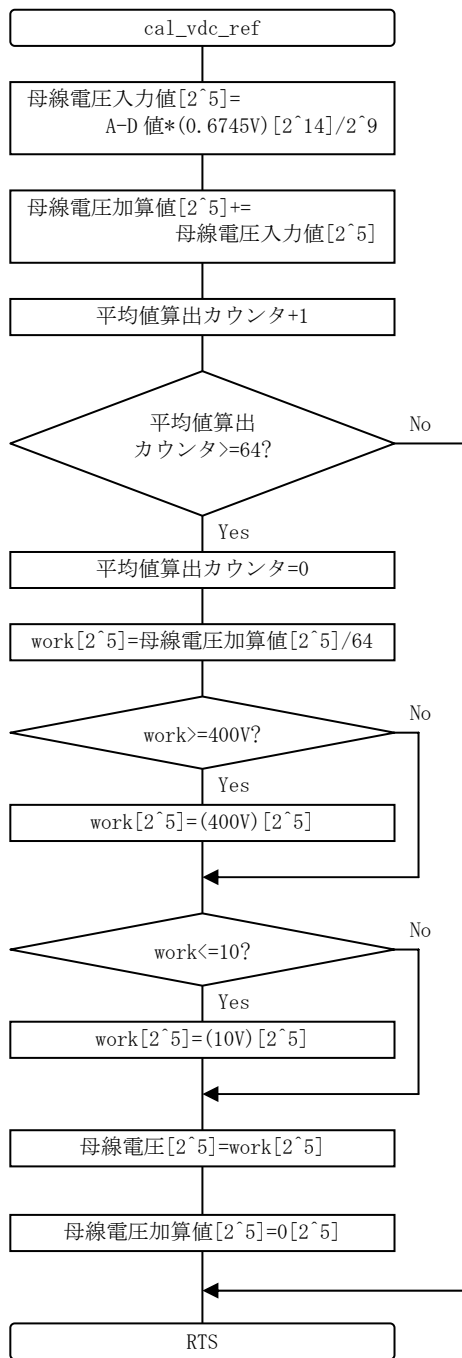 cal_vdc_ref
母線電圧入力値[2^5]=
A-D 値*(0.6745V)[2^14]/2^9
母線電圧加算値[2^5]+=
母線電圧入力値[2^5]
平均値算出カウンタ+1
平均値算出
カウンタ>=64?
No
Yes
平均値算出カウンタ=0
work[2^5]=母線電圧加算値[2^5]/64
work>=400V?
No
Yes
work[2^5]=(400V)[2^5]
work<=10?
No
Yes
work[2^5]=(10V)[2^5]
母線電圧[2^5]=work[2^5]
母線電圧加算値[2^5]=0[2^5]
RTS